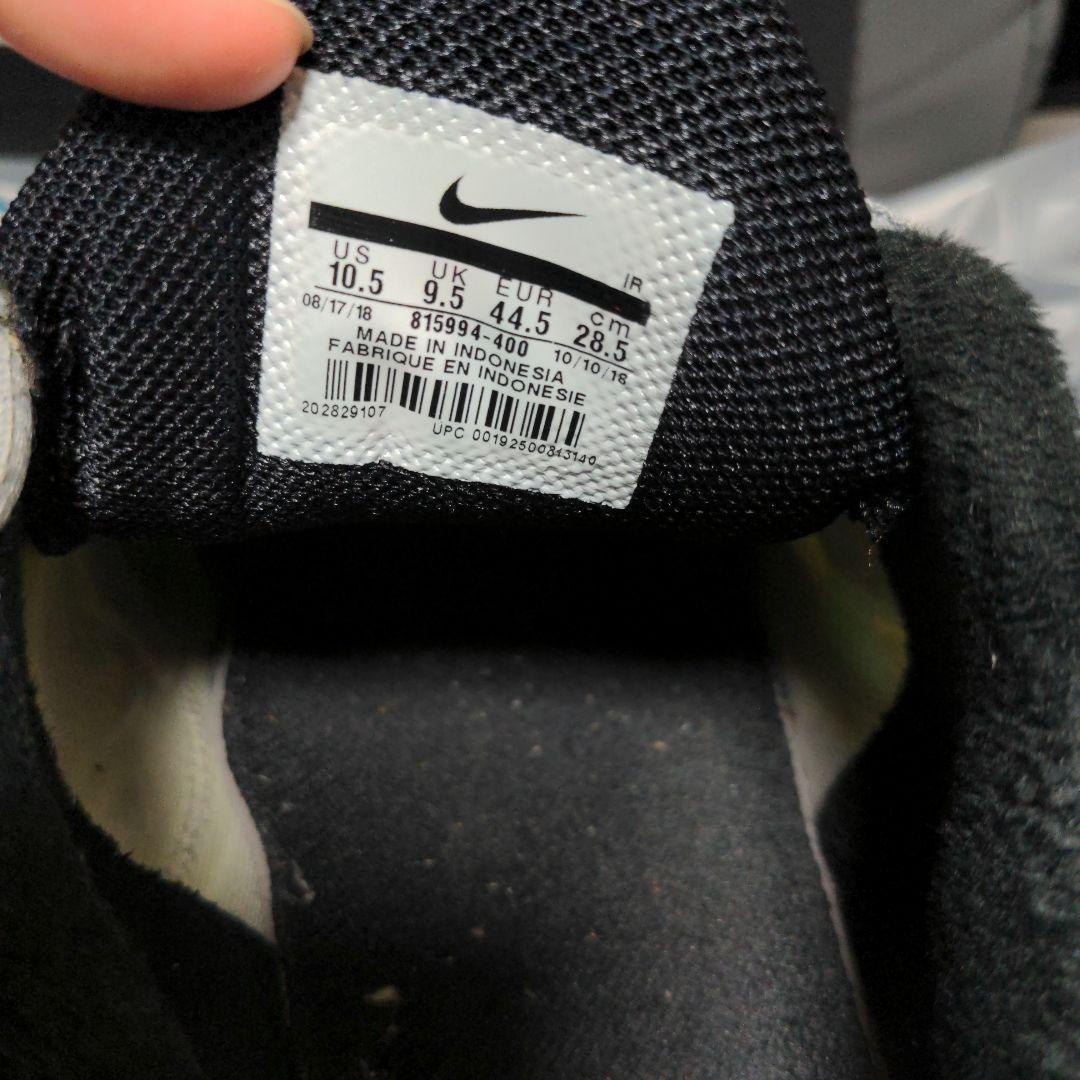 /R
US UK EUR cm
10.5 9.5 44.5 28.5
08/17/18 815994-400 10/10/18
MADE IN INDONESIA
FABRIQUE EN INDONESIE
202829107
UPC 00192500843140